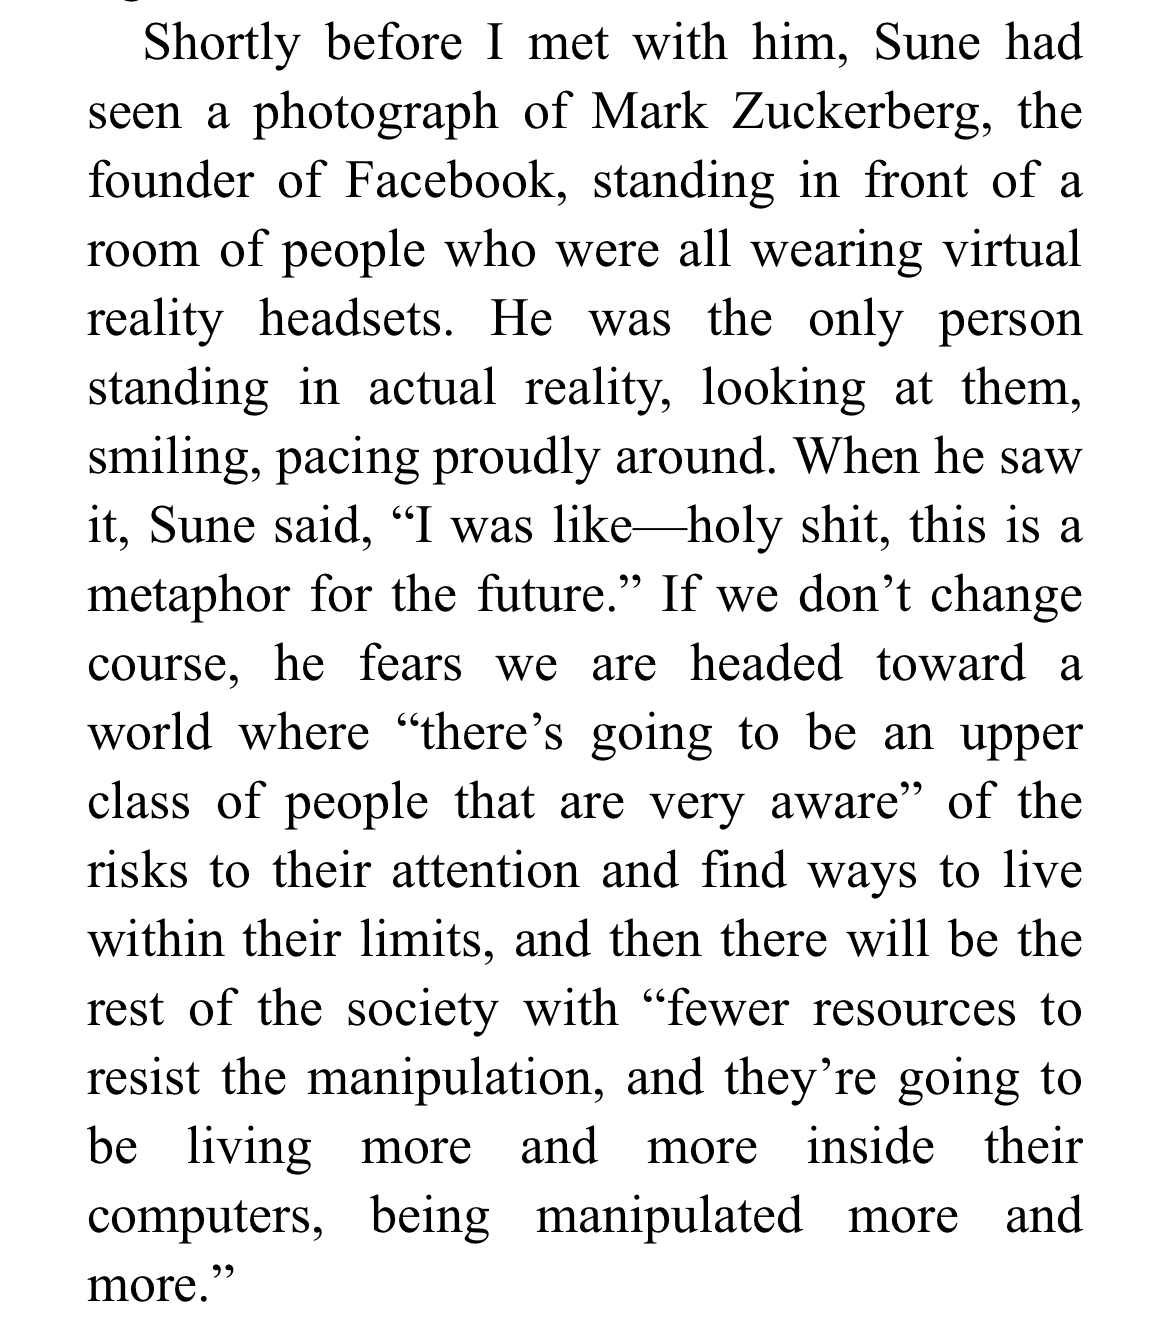 Shortly before I met with him, Sune had
seen a photograph of Mark Zuckerberg, the
founder of Facebook, standing in front of a
room of people who were all wearing virtual
reality headsets. He was the only person
standing in actual reality, looking at them,
smiling, pacing proudly around. When he saw
it, Sune said, “I was like—holy shit, this is a
metaphor for the future.” If we don’t change
course, he fears we are headed toward a
world where “there’s going to be an upper
class of people that are very aware” of the
risks to their attention and find ways to live
within their limits, and then there will be the
rest of the society with “fewer resources to
resist the manipulation, and they’re going to
be living more and more inside their
computers, being manipulated more and
more.”